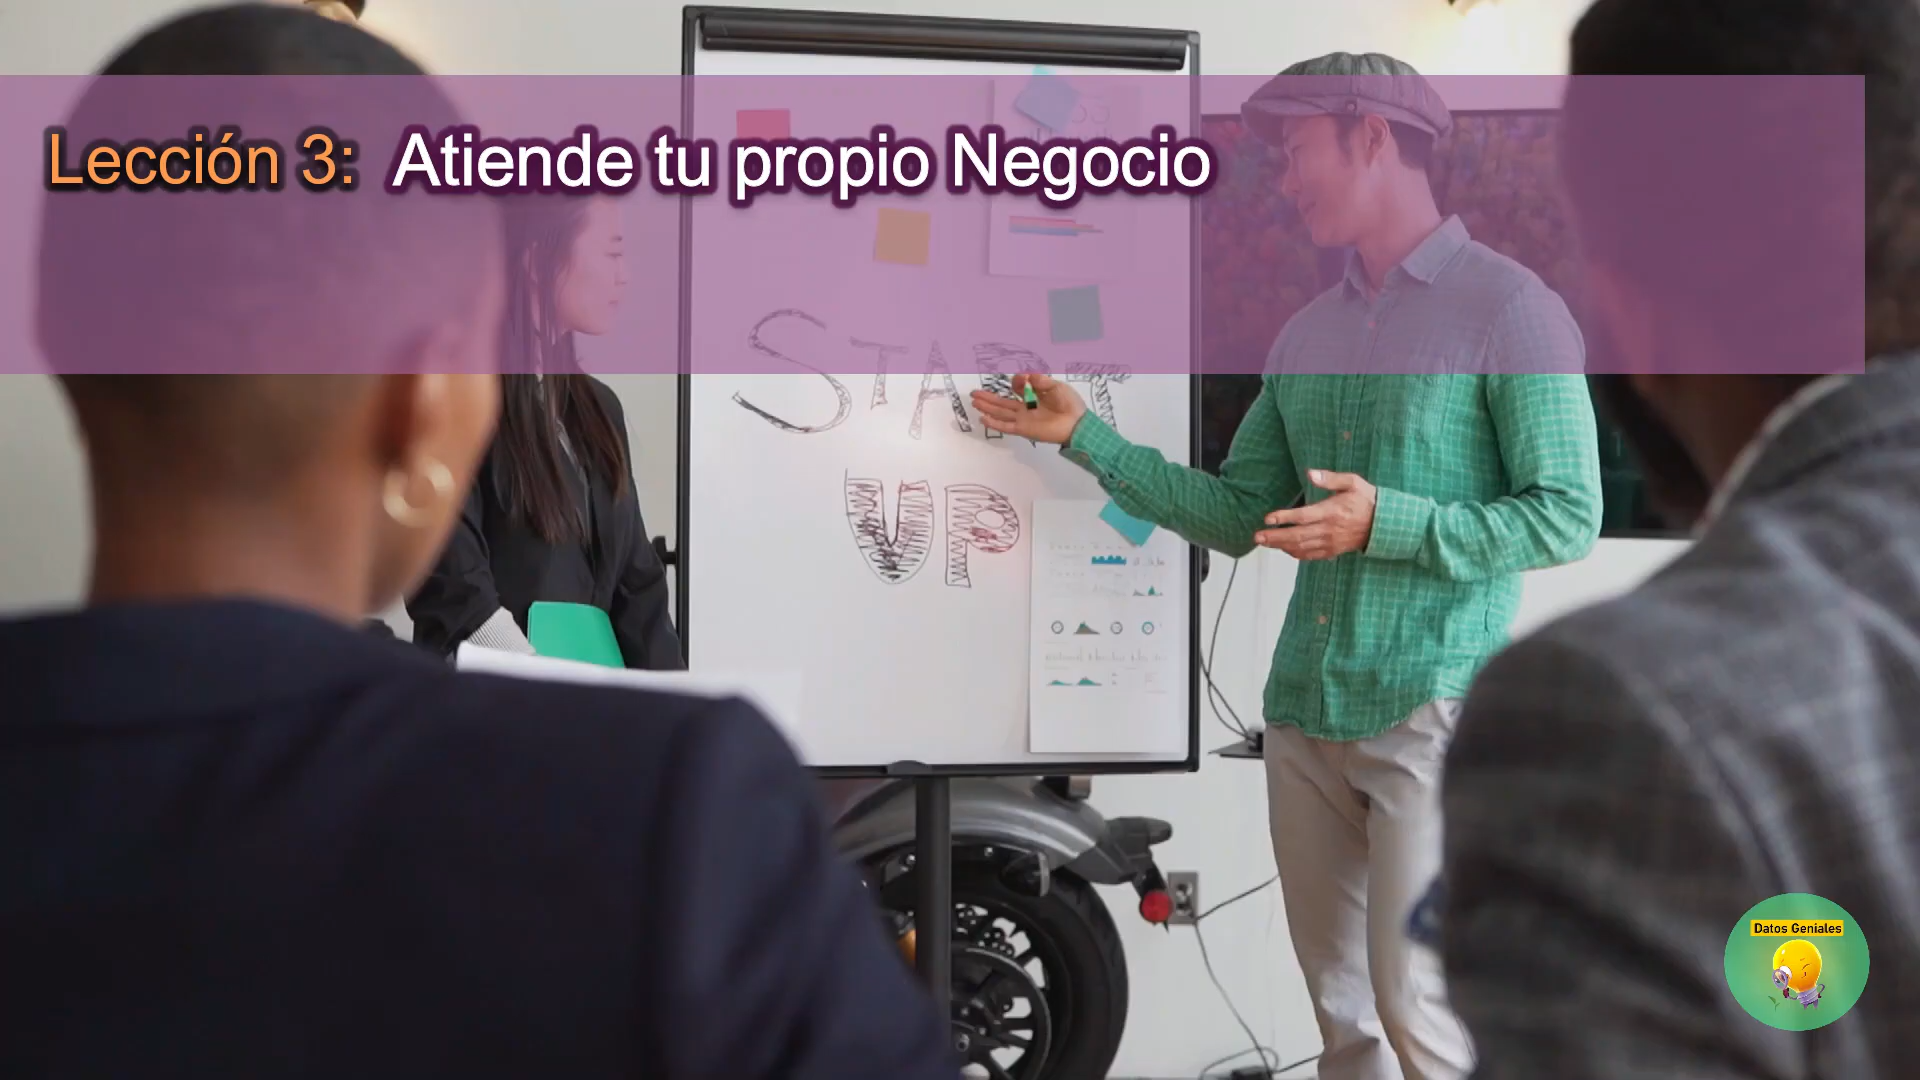 Lección 3: Atiende tu propio Negocio
START
UP
Datos Geniales